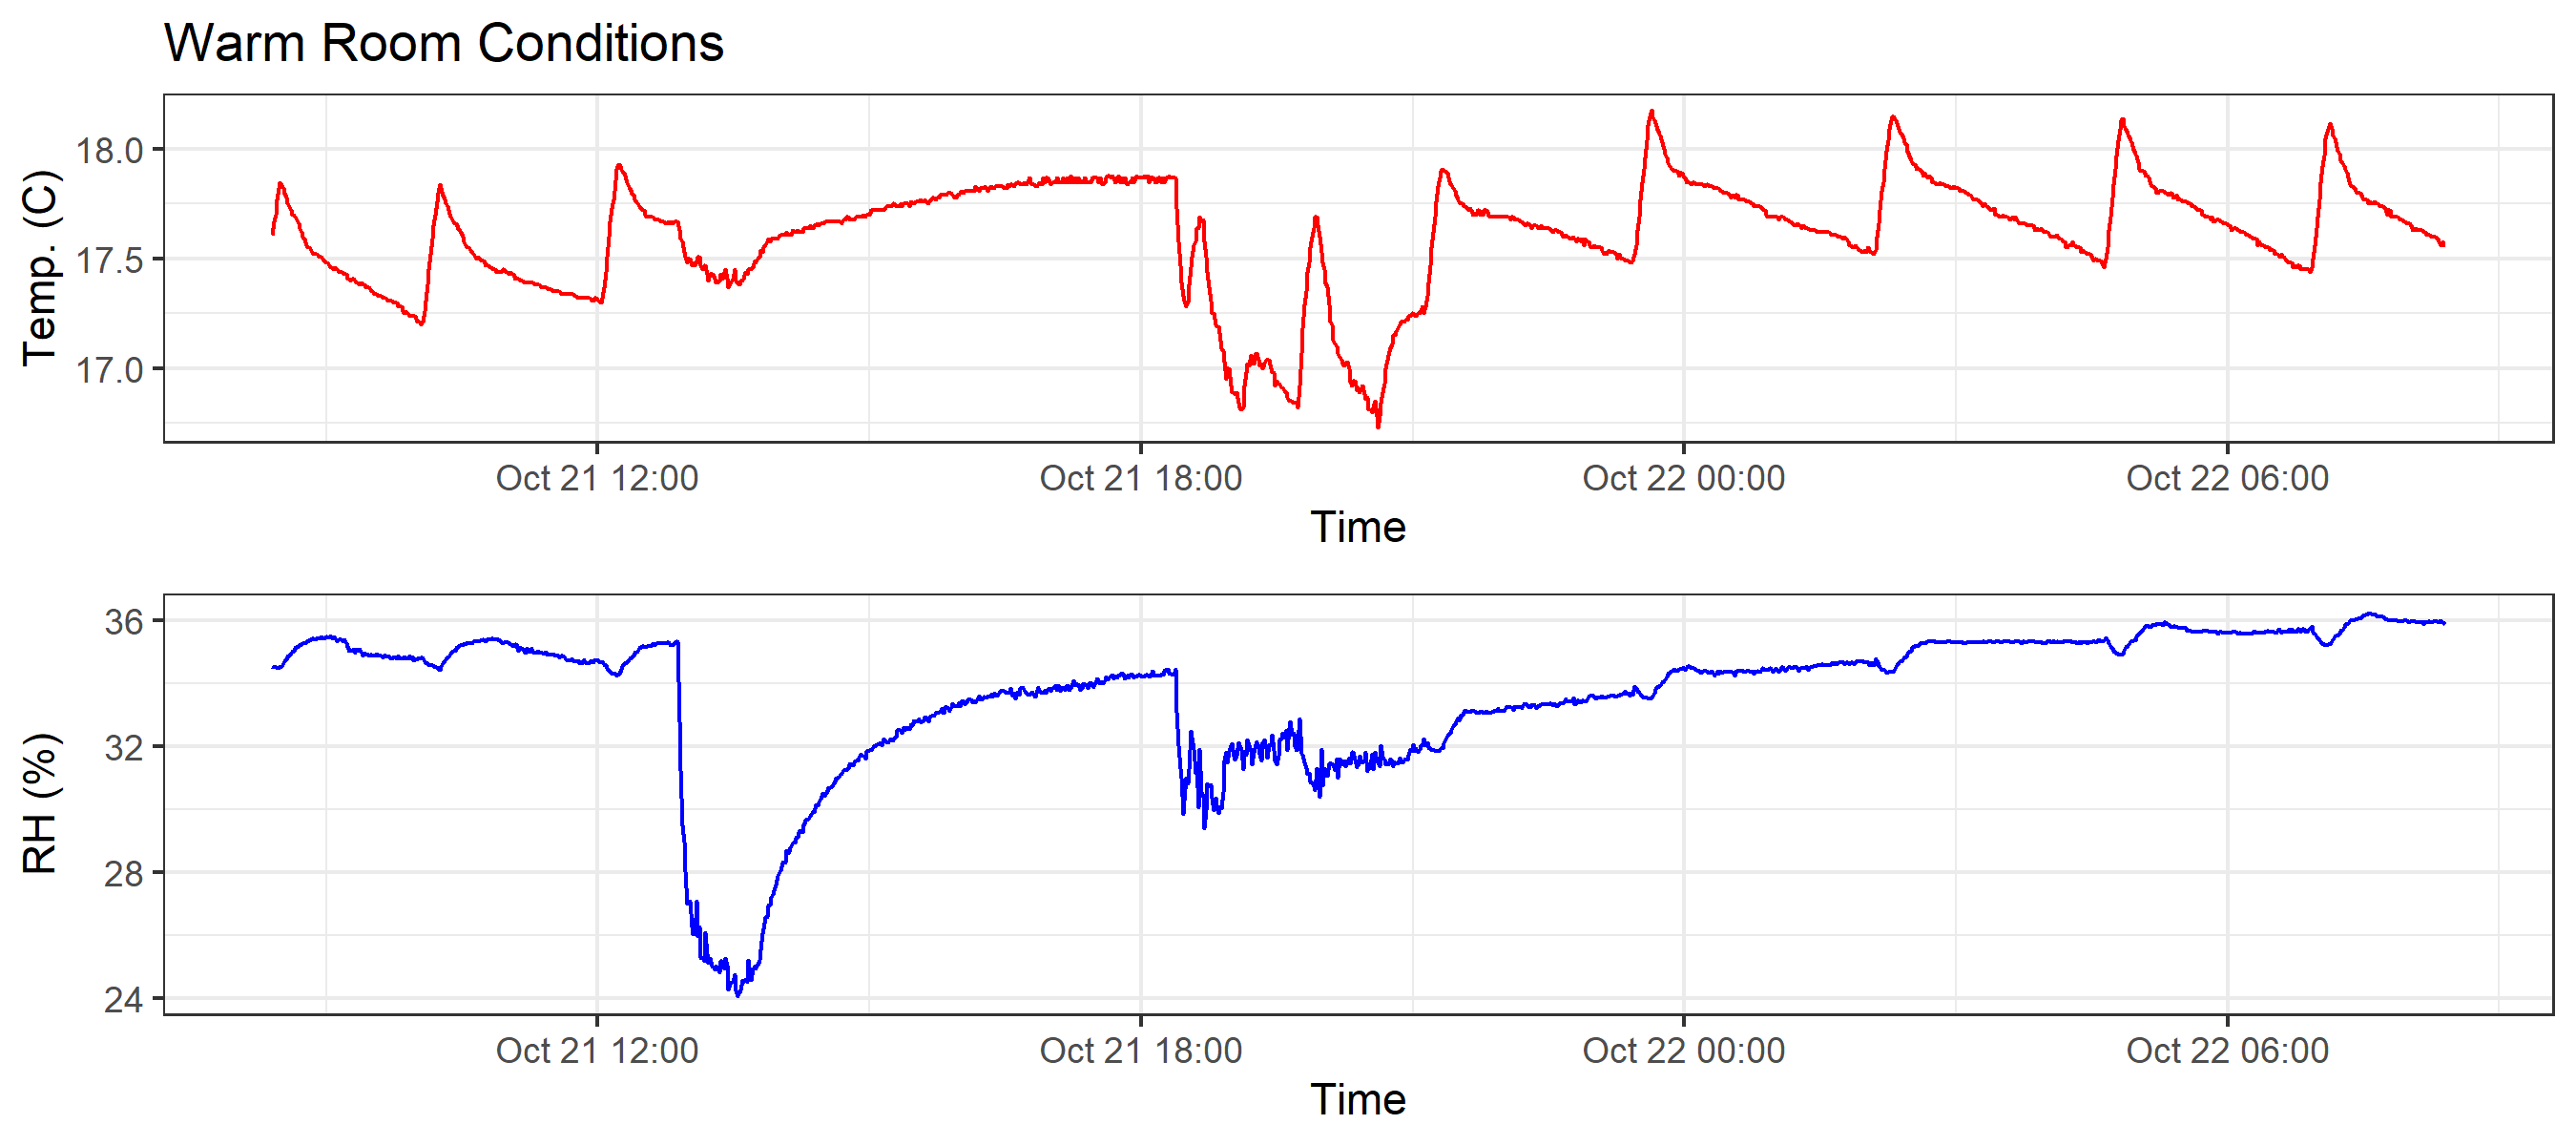 Warm Room Conditions
Temp. (C)
18.0
17.5
17.0
Oct 21 12:00 Oct 21 18:00 Oct 22 00:00 Oct 22 06:00
Time
RH (%)
36
32
28
24
Oct 21 12:00 Oct 21 18:00 Oct 22 00:00 Oct 22 06:00
Time